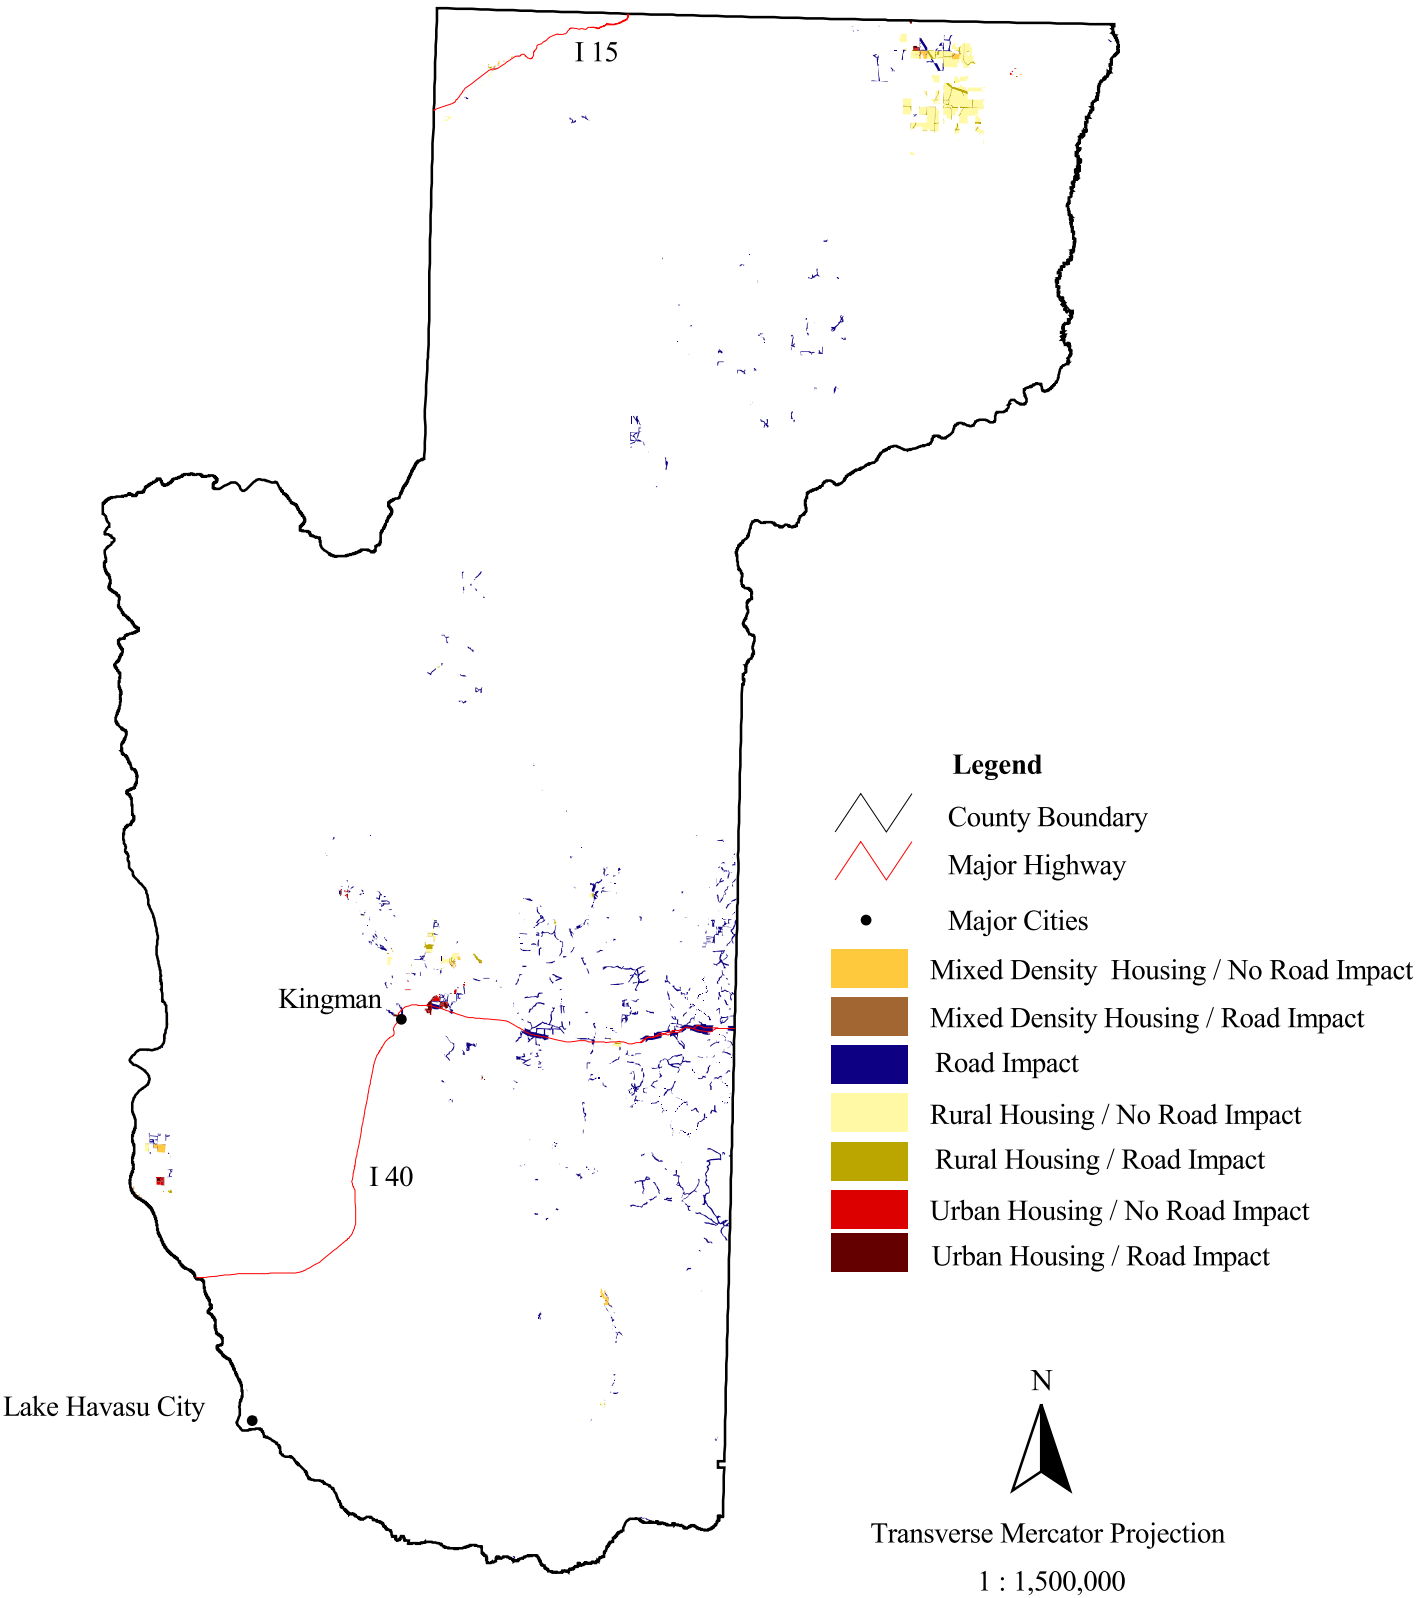 I 15
Legend
County Boundary
Major Highway
Major Cities
Mixed Density Housing / No Road Impact
Kingman
Mixed Density Housing / Road Impact
Road Impact
Rural Housing / No Road Impact
Rural Housing / Road Impact
I 40
Urban Housing / No Road Impact
Urban Housing / Road Impact
N
Lake Havasu City
Transverse Mercator Projection
1 : 1,500,000